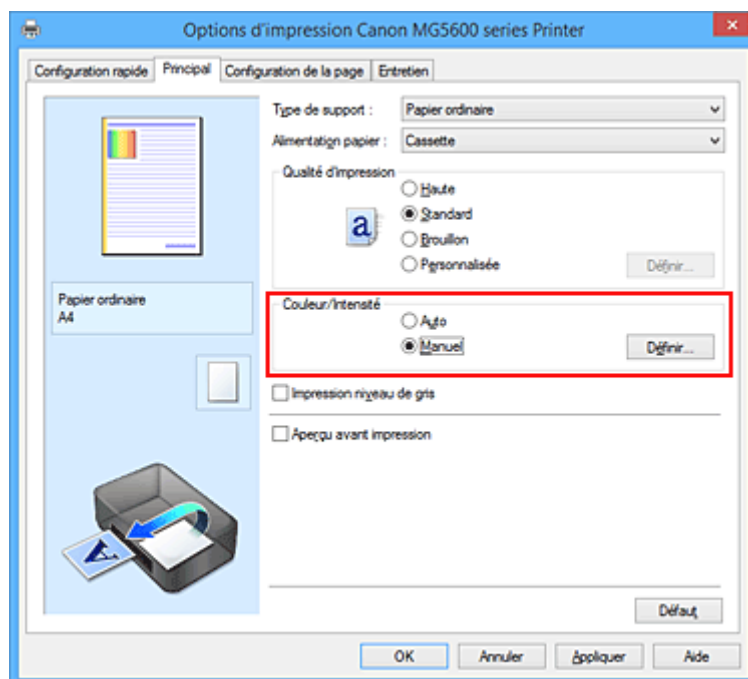 Options d'impression Canon MG5600 series Printer
Configuration rapide Principal Configuration de la page Entretien
Type de support : Papier ordinaire
Alimentation papier : Cassette
Qualité d'impression
Haute
a Standard
Brouillon
Personnalisée Définir...
Papier ordinaire
A4
Couleur/Intensité
Auto
Manuel Définir...
Impression niveau de gris
Aperçu avant impression
A
Défaut
OK Annuler Appliquer Aide